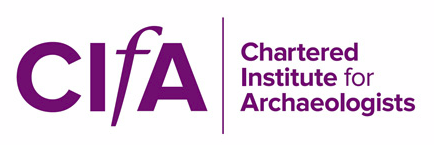 CIfA
Chartered
Institute for
Archaeologists